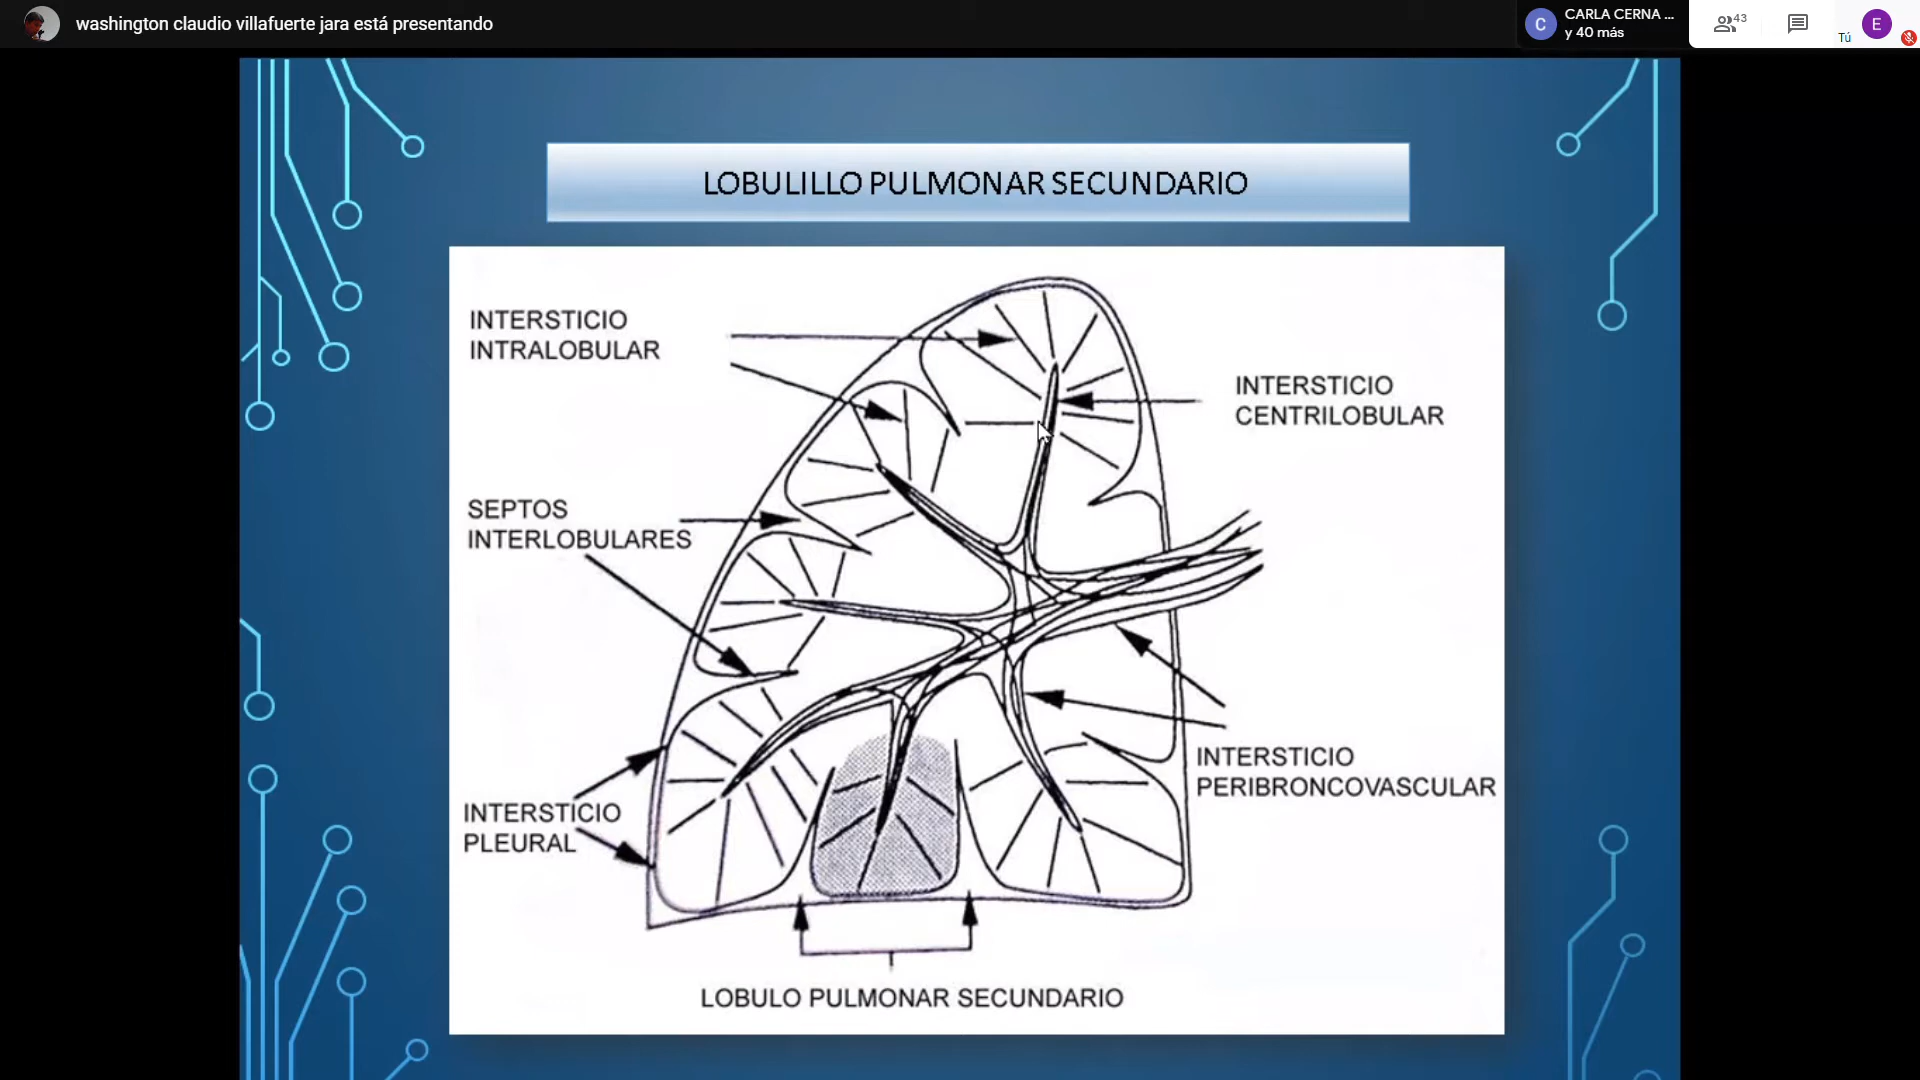 washington claudio villafuerte jara está presentando
C
CARLA CERNA ...
y 40 más
43
Tú
E
LOBULILLO PULMONAR SECUNDARIO
INTERSTICIO
INTRALOBULAR
INTERSTICIO
CENTRILOBULAR
SEPTOS
INTERLOBULARES
INTERSTICIO
PERIBRONCOVASCULAR
INTERSTICIO
PLEURAL
LOBULO PULMONAR SECUNDARIO